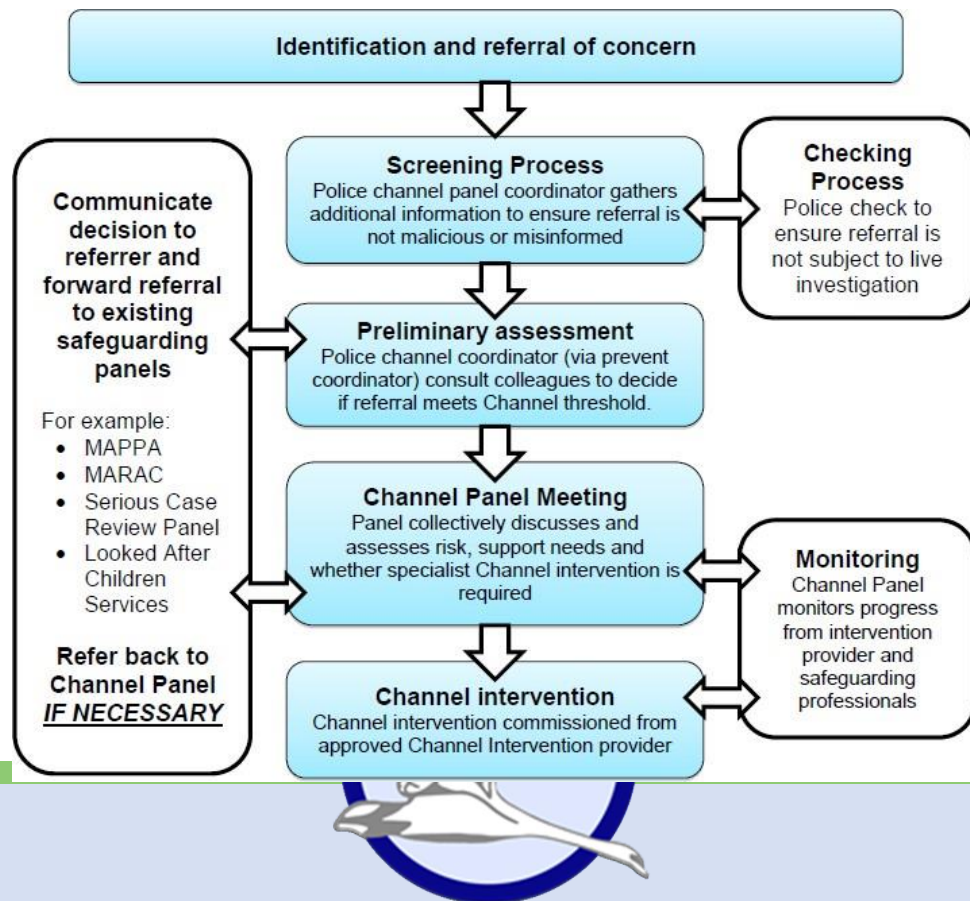 Identification and referral of concern
Screening Process
Police channel panel coordinator gathers
additional information to ensure referral is
not malicious or misinformed
Checking
Process
Police check to
ensure referral is
not subject to live
investigation
Communicate
decision to
referrer and
forward referral
to existing
safeguarding
panels
For example:
• MAPPA
• MARAC
• Serious Case
Review Panel
• Looked After
Children
Services
Refer back to
Channel Panel
IF NECESSARY
Preliminary assessment
Police channel coordinator (via prevent
coordinator) consult colleagues to decide
if referral meets Channel threshold.
Channel Panel Meeting
Panel collectively discusses and
assesses risk, support needs and
whether specialist Channel intervention is
required
Monitoring
Channel Panel
monitors progress
from intervention
provider and
safeguarding
professionals
Channel intervention
Channel intervention commissioned from
approved Channel Intervention provider